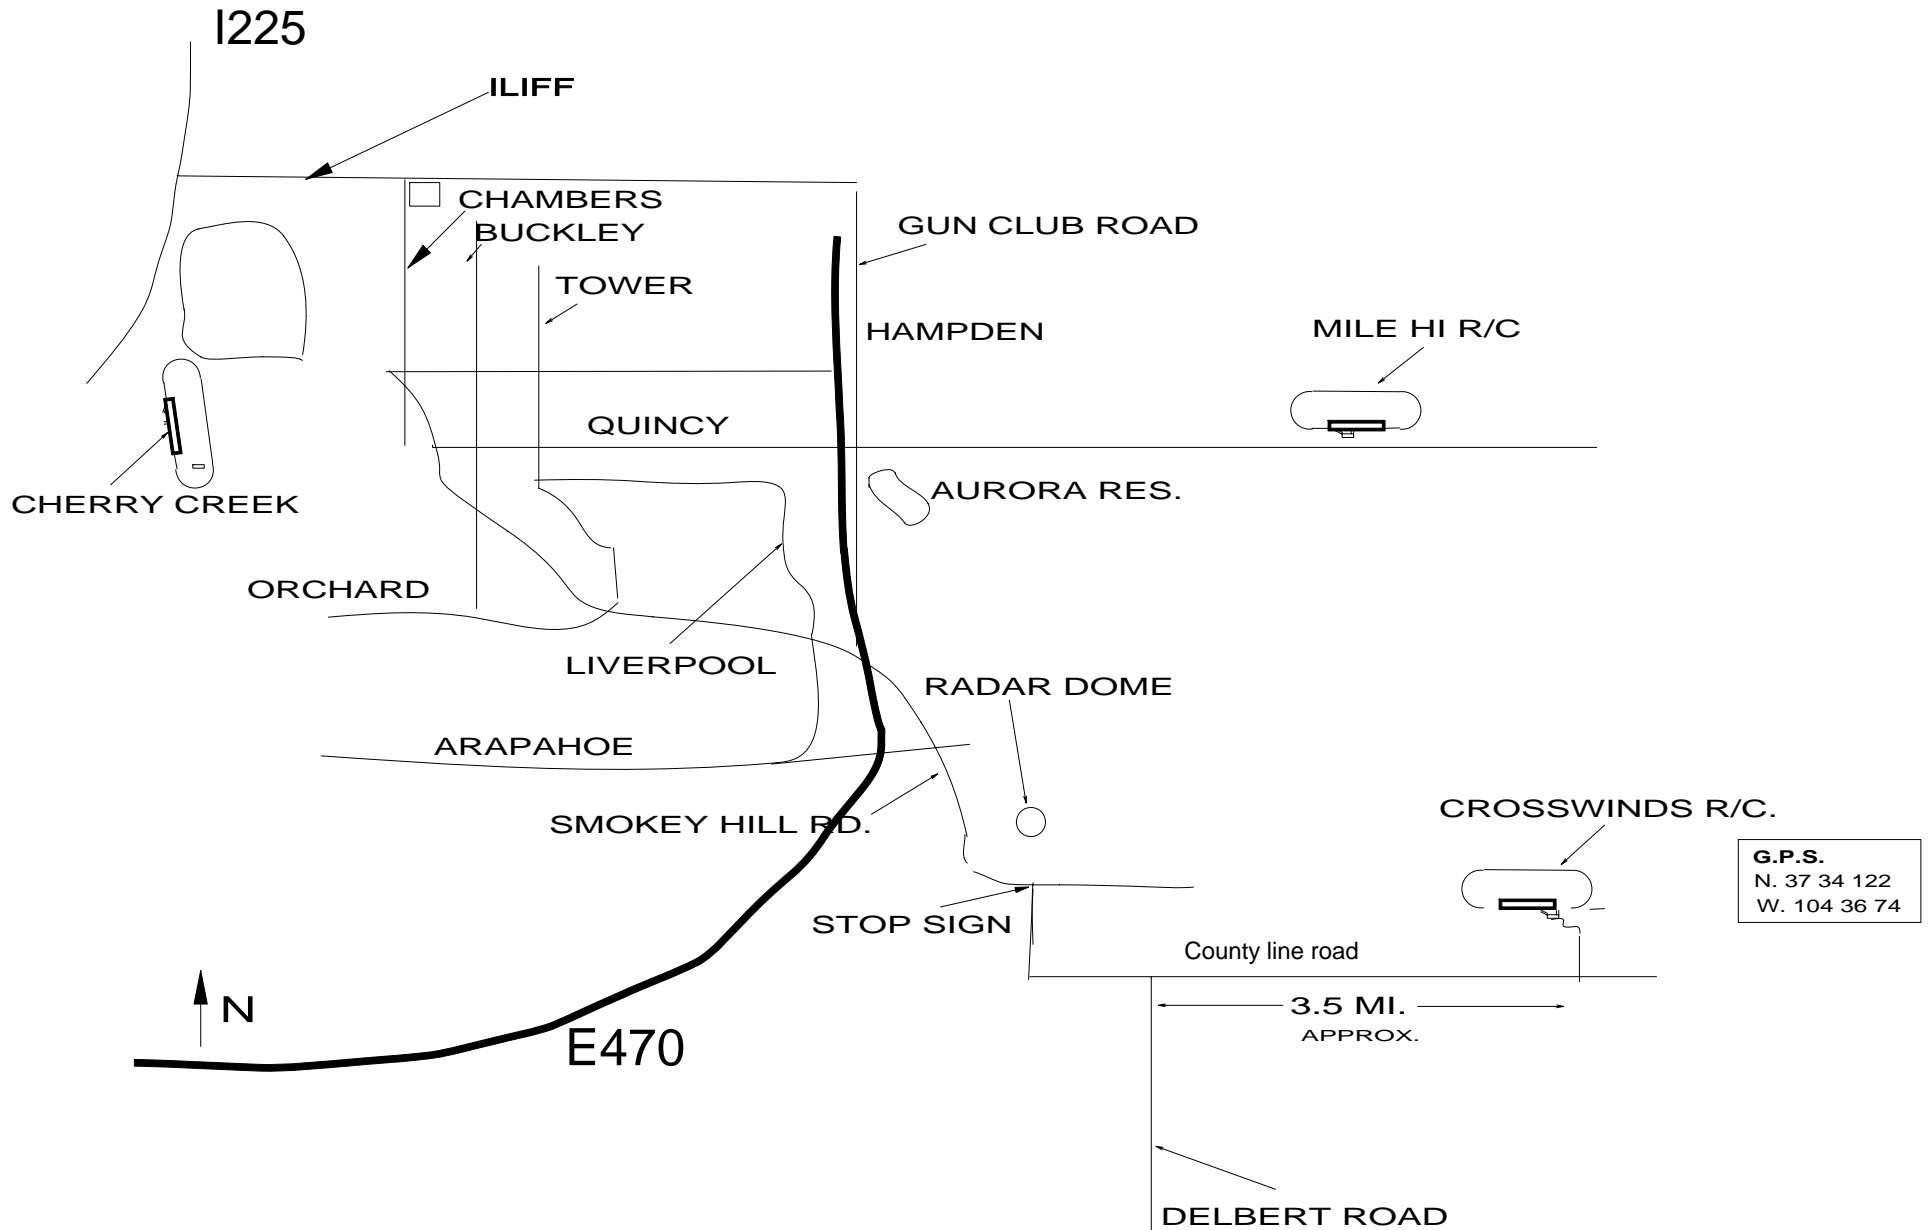 I225
ILIFF
CHAMBERS
BUCKLEY
GUN CLUB ROAD
TOWER
HAMPDEN
MILE HI R/C
QUINCY
CHERRY CREEK
AURORA RES.
ORCHARD
LIVERPOOL
RADAR DOME
ARAPAHOE
SMOKEY HILL RD.
CROSSWINDS R/C.
G.P.S.
N. 37 34 122
W. 104 36 74
STOP SIGN
County line road
N
3.5 MI.
APPROX.
E470
DELBERT ROAD